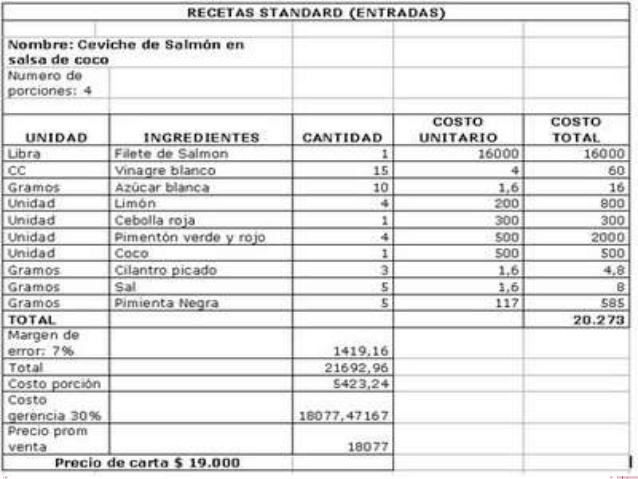 RECETAS STANDARD (ENTRADAS)
Nombre: Ceviche de Salmón en
salsa de coco
Numero de
porciones: 4
UNIDAD INGREDIENTES CANTIDAD COSTO UNITARIO COSTO TOTAL
Libra Filete de Salmon 1 16000 16000
CC Vinagre blanco 15 4 60
Gramos Azúcar blanca 10 1,6 16
Unidad Limón 4 200 800
Unidad Cebolla roja 1 300 300
Unidad Pimentón verde y rojo 4 500 2000
Unidad Coco 1 500 500
Gramos Cilantro picado 3 1,6 4,8
Gramos Sal 5 1,6 8
Gramos Pimienta Negra 5 117 585
TOTAL 20.273
Margen de
error: 7% 1419,16
Total 21692,96
Costo porción 5423,24
Costo
gerencia 30% 18077,47167
Precio prom
venta 18077
Precio de carta $ 19.000